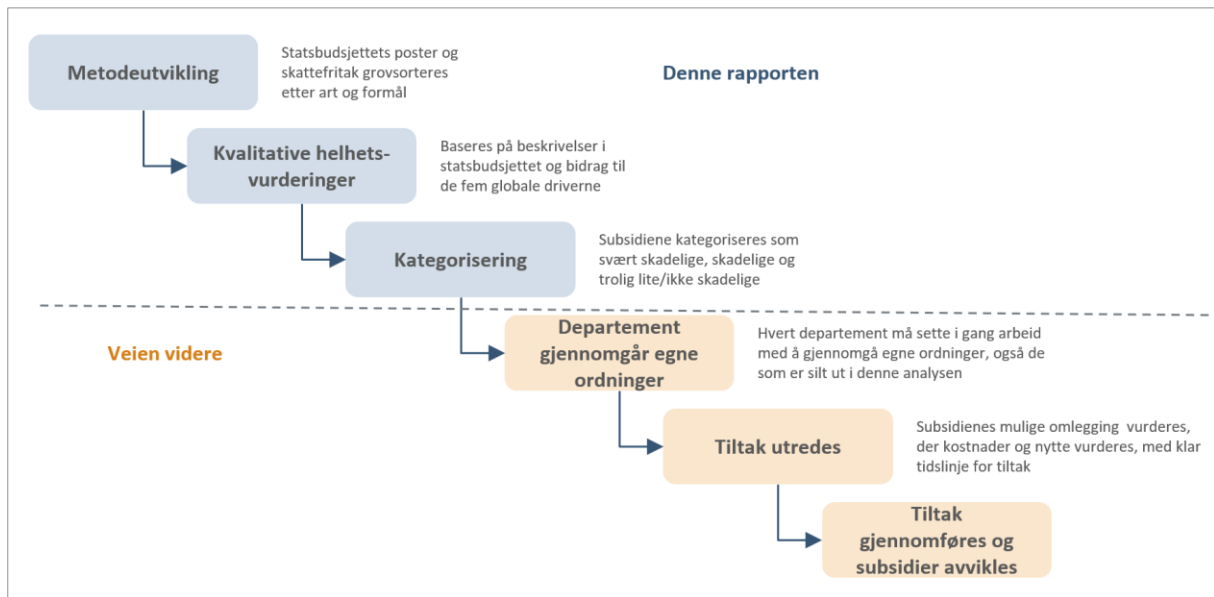 Metodeutvikling
Statsbudsjettets poster og
skattefritak grovsorteres
etter art og formål
Denne rapporten
Kvalitative helhets-
vurderinger
Baseres på beskrivelser i
statsbudsjettet og bidrag til
de fem globale driverne
Kategorisering
Subsidiene kategoriseres som
svært skadelige, skadelige og
trolig lite/ikke skadelige
Veien videre
Departement
gjennomgår egne
ordninger
Hvert departement må sette i gang arbeid
med å gjennomgå egne ordninger, også de
som er silt ut i denne analysen
Tiltak utredes
Subsidienes mulige omlegging vurderes,
der kostnader og nytte vurderes, med klar
tidslinje for tiltak
Tiltak
gjennomføres og
subsidier avvikles